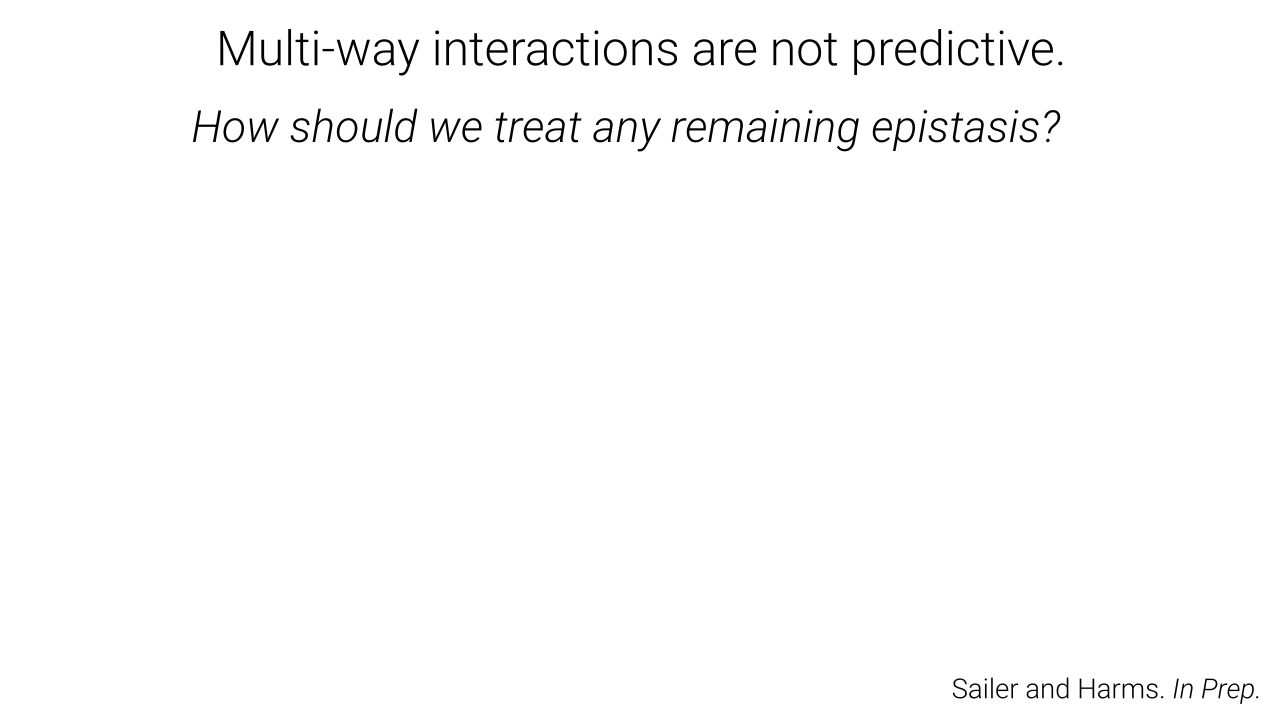 Multi-way interactions are not predictive.
How should we treat any remaining epistasis?
Sailer and Harms. In Prep.